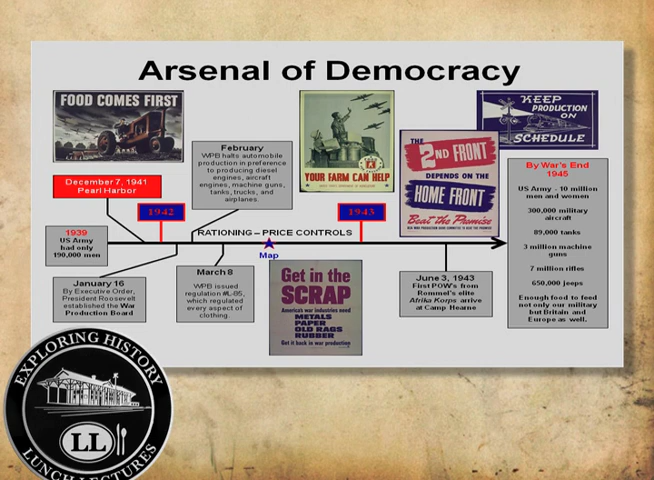 Arsenal of Democracy
FOOD COMES FIRST
YOUR FARM CAN HELP
KEEP
PRODUCTION
ON
SCHEDULE
THE
2ND FRONT
DEPENDS ON THE
HOME FRONT
Beat the Promise
February
WPB halts automobile
production in preference
to producing diesel
engines, aircraft
engines, machine guns,
tanks, trucks, and
airplanes.
December 7, 1941
Pearl Harbor
1942
1943
RATIONING – PRICE CONTROLS
Map
1939
US Army
had only
190,000 men
January 16
By Executive Order,
President Roosevelt
established the War
Production Board
March 8
WPB issued
regulation #L-85,
which regulated
every aspect of
clothing.
Get in the
SCRAP
America's war industries need
METALS
PAPER
OLD RAGS
RUBBER
Get it back in war production
June 3, 1943
First POW's from
Rommel's elite
Afrika Korps arrive
at Camp Hearne
By War's End
1945
US Army - 10 million
men and women
300,000 military
aircraft
89,000 tanks
3 million machine
guns
7 million rifles
650,000 jeeps
Enough food to feed
not only our military
but Britain and
Europe as well.
EXPLORING HISTORY
LL
LUNCH LECTURES